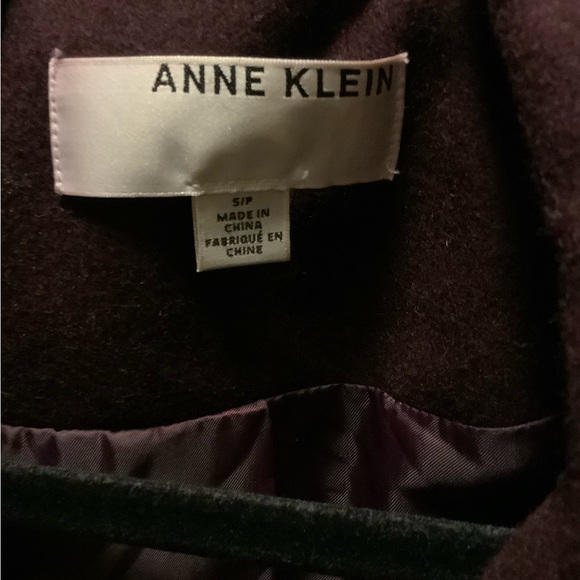 ANNE KLEIN
S/P
MADE IN
CHINA
FABRIQUÉ EN
CHINE